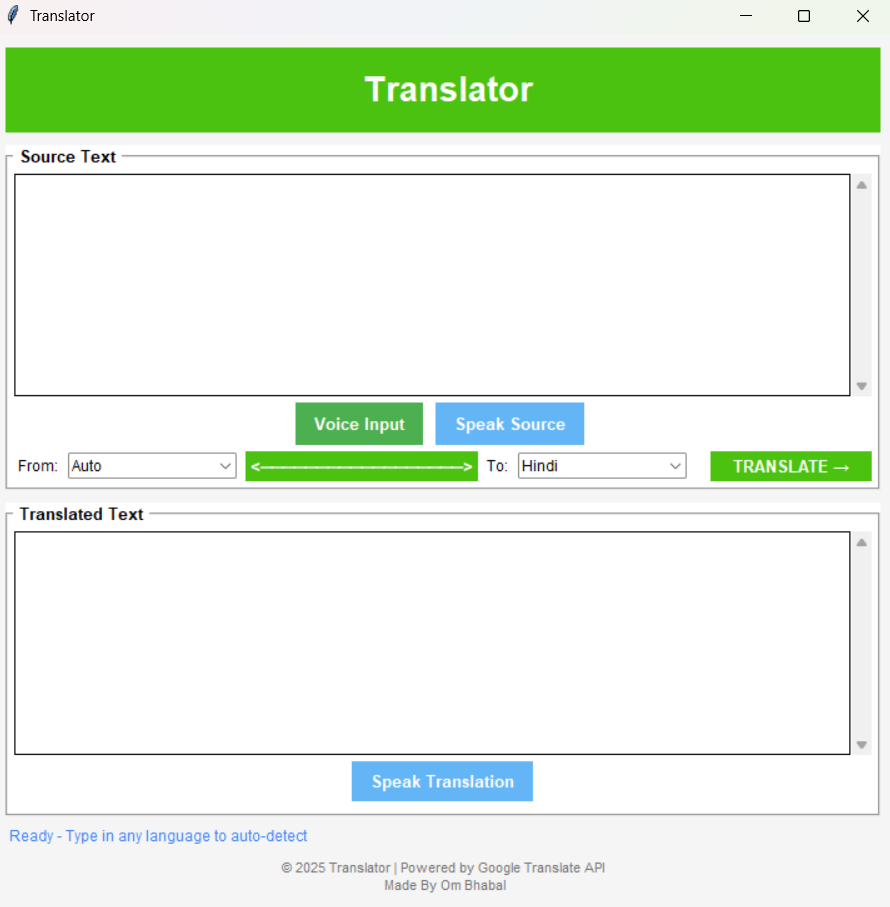 Translator
Translator
Source Text
Voice Input
Speak Source
From:
Auto
<————————————>
To:
Hindi
TRANSLATE →
Translated Text
Speak Translation
Ready - Type in any language to auto-detect
© 2025 Translator | Powered by Google Translate API
Made By Om Bhabal